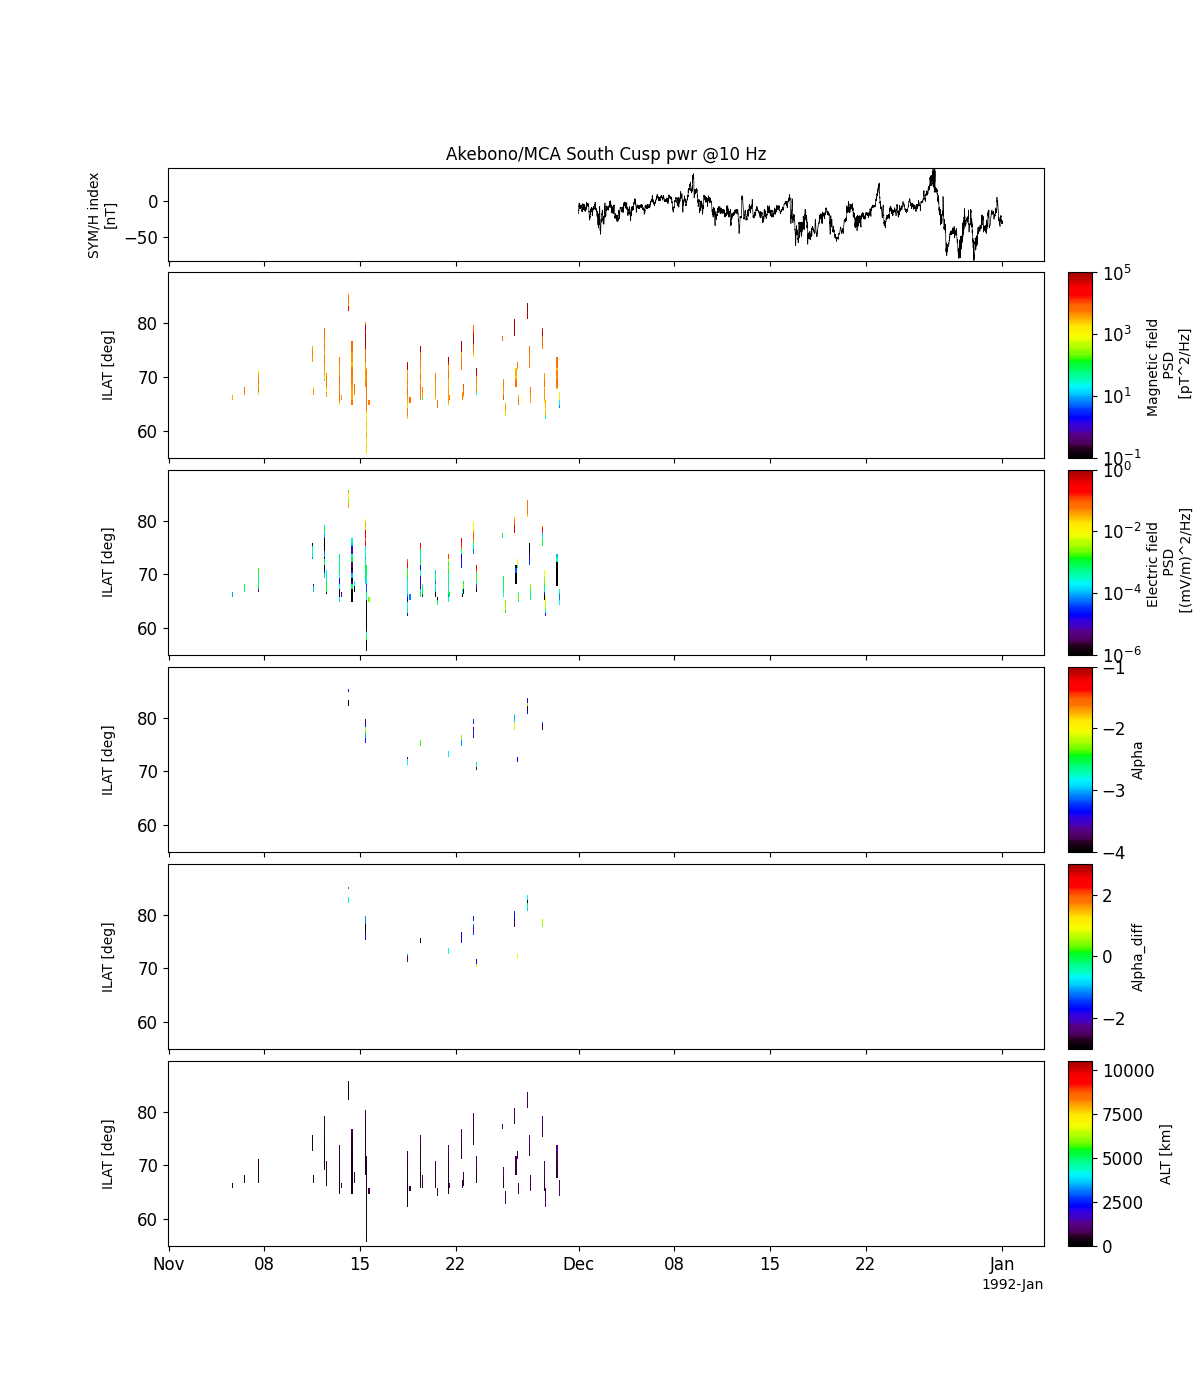 Akebono/MCA South Cusp pwr @10 Hz
SYM/H index
[nT]
0
−50
ILAT [deg]
80
70
60
10^5
10^3
10^1
10^−1
Magnetic field
PSD
[pT^2/Hz]
ILAT [deg]
80
70
60
10^0
10^−2
10^−4
10^−6
Electric field
PSD
[(mV/m)^2/Hz]
ILAT [deg]
80
70
60
−1
−2
−3
−4
Alpha
ILAT [deg]
80
70
60
2
0
−2
Alpha_diff
ILAT [deg]
80
70
60
10000
7500
5000
2500
0
ALT [km]
Nov 08 15 22 Dec 08 15 22 Jan
1992-Jan